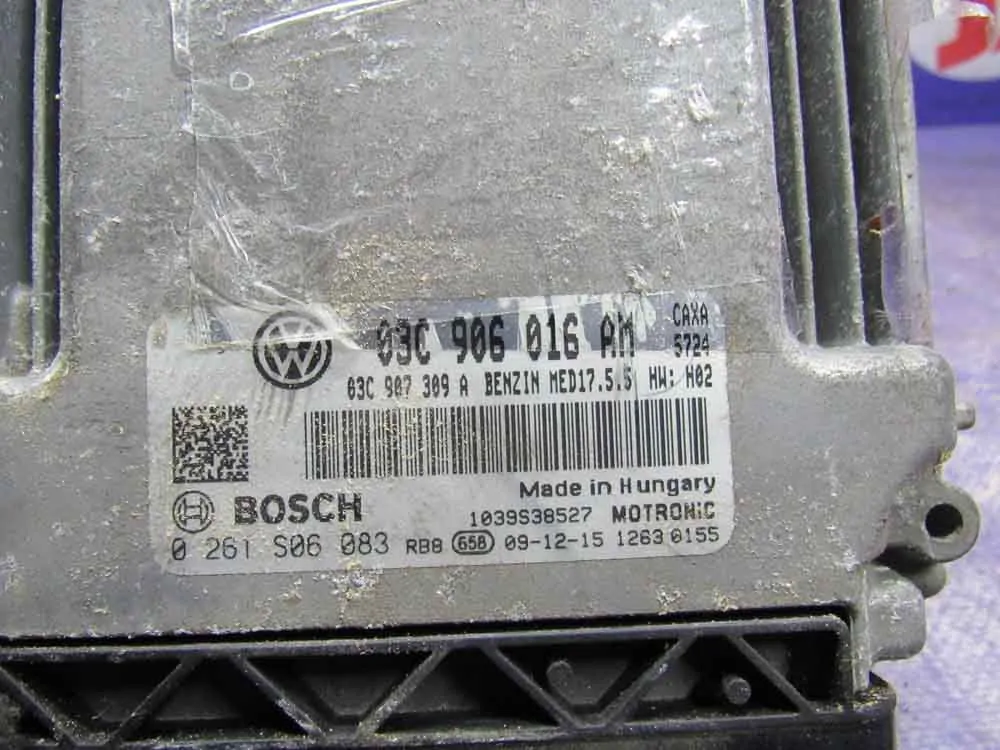 03C 906 016 AM CAXA
5724
03C 907 309 A BENZIN MED17.5.5 HW: H02
Made in Hungary
BOSCH
1039S38527 MOTRONIC
0 261 S06 083 RB8 G5B 09-12-15 1263 0155